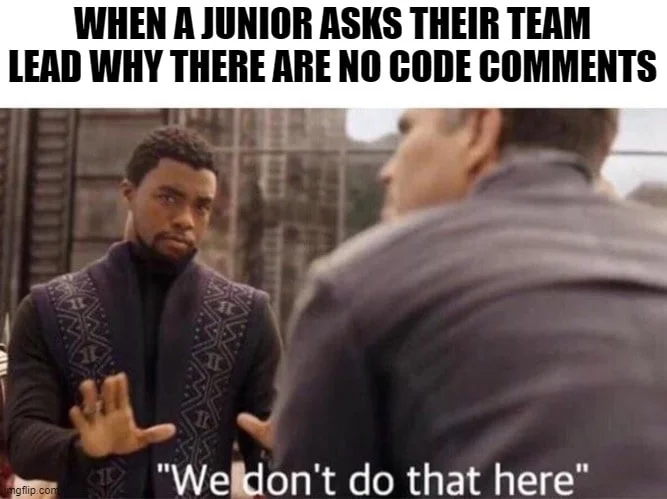 WHEN A JUNIOR ASKS THEIR TEAM
LEAD WHY THERE ARE NO CODE COMMENTS
"We don't do that here"
imgflip.com